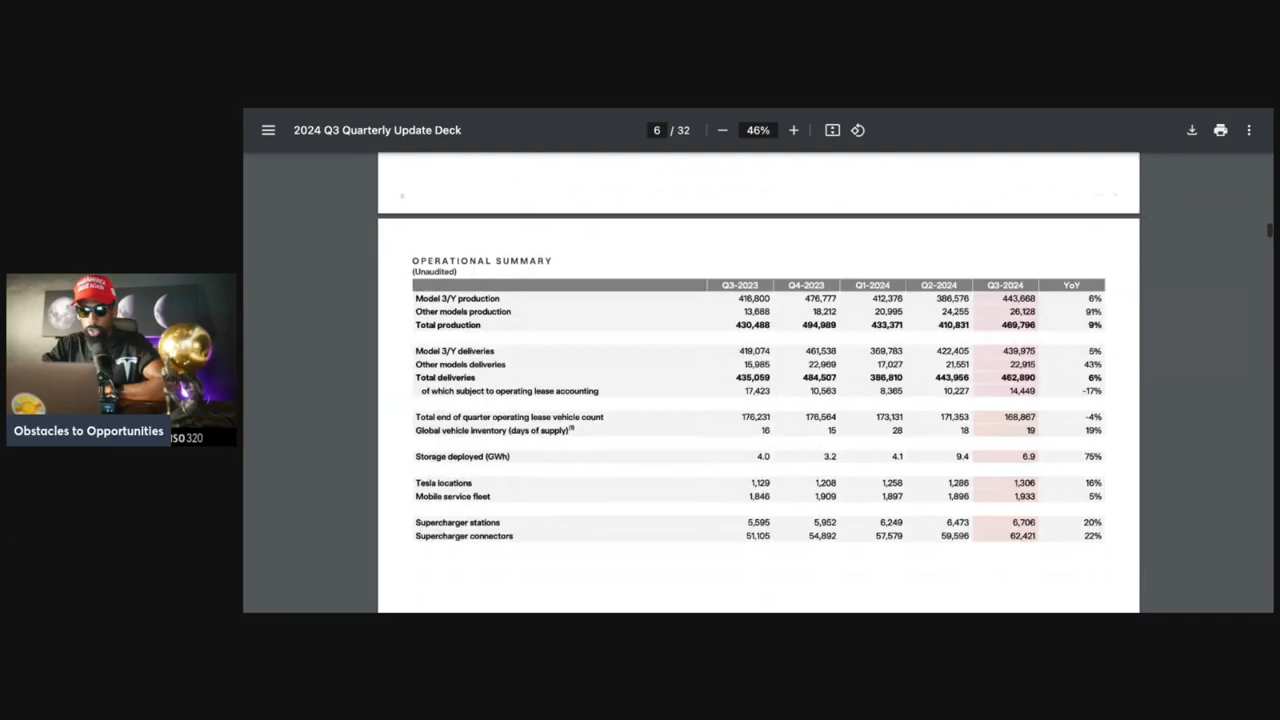 2024 Q3 Quarterly Update Deck
6 / 32
46%
OPERATIONAL SUMMARY
(Unaudited)
Q3-2023 Q4-2023 Q1-2024 Q2-2024 Q3-2024 YoY
Model 3/Y production 416,800 476,777 412,376 386,576 443,668 6%
Other models production 13,688 18,212 20,995 24,255 26,128 91%
Total production 430,488 494,989 433,371 410,831 469,796 9%
Model 3/Y deliveries 419,074 461,538 369,783 422,405 439,975 5%
Other models deliveries 15,985 22,969 17,027 21,551 22,915 43%
Total deliveries 435,059 484,507 386,810 443,956 462,890 6%
of which subject to operating lease accounting 17,423 10,563 8,365 10,227 14,449 -17%
Total end of quarter operating lease vehicle count 176,231 176,564 173,131 171,353 168,867 -4%
Global vehicle inventory (days of supply)(1) 16 15 28 18 19 19%
Storage deployed (GWh) 4.0 3.2 4.1 9.4 6.9 75%
Tesla locations 1,129 1,208 1,258 1,286 1,306 16%
Mobile service fleet 1,846 1,909 1,897 1,896 1,933 5%
Supercharger stations 5,595 5,952 6,249 6,473 6,706 20%
Supercharger connectors 51,105 54,892 57,579 59,596 62,421 22%
Obstacles to Opportunities
ISO 320